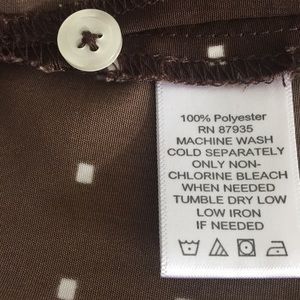 100% Polyester
RN 87935
MACHINE WASH
COLD SEPARATELY
ONLY NON-
CHLORINE BLEACH
WHEN NEEDED
TUMBLE DRY LOW
LOW IRON
IF NEEDED